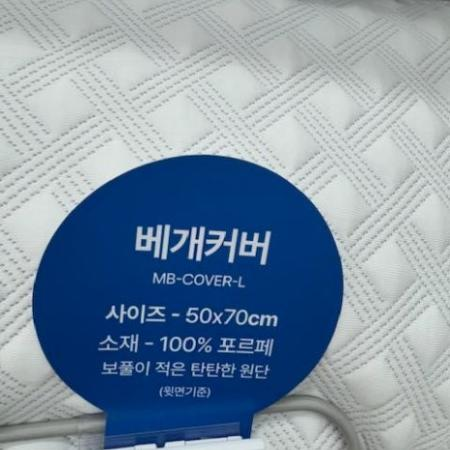 베개커버
MB-COVER-L
사이즈 - 50x70cm
소재 - 100% 포르페
보풀이 적은 탄탄한 원단
(윗면기준)